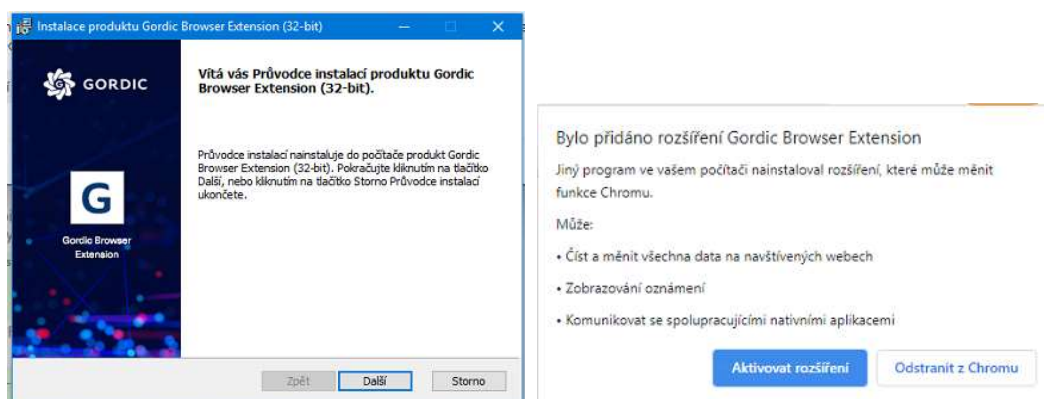 Instalace produktu Gordic Browser Extension (32-bit)
GORDIC
Vítá vás Průvodce instalací produktu Gordic
Browser Extension (32-bit).
Průvodce instalací nainstaluje do počítače produkt Gordic
Browser Extension (32-bit). Pokračujte kliknutím na tlačítko
Další, nebo kliknutím na tlačítko Storno Průvodce instalací
ukončete.
G
Gordic Browser
Extension
Zpět
Další
Storno
Bylo přidáno rozšíření Gordic Browser Extension
Jiný program ve vašem počítači nainstaloval rozšíření, které může měnit
funkce Chromu.
Může:
• Číst a měnit všechna data na navštívených webech
• Zobrazování oznámení
• Komunikovat se spolupracujícími nativními aplikacemi
Aktivovat rozšíření
Odstranit z Chromu